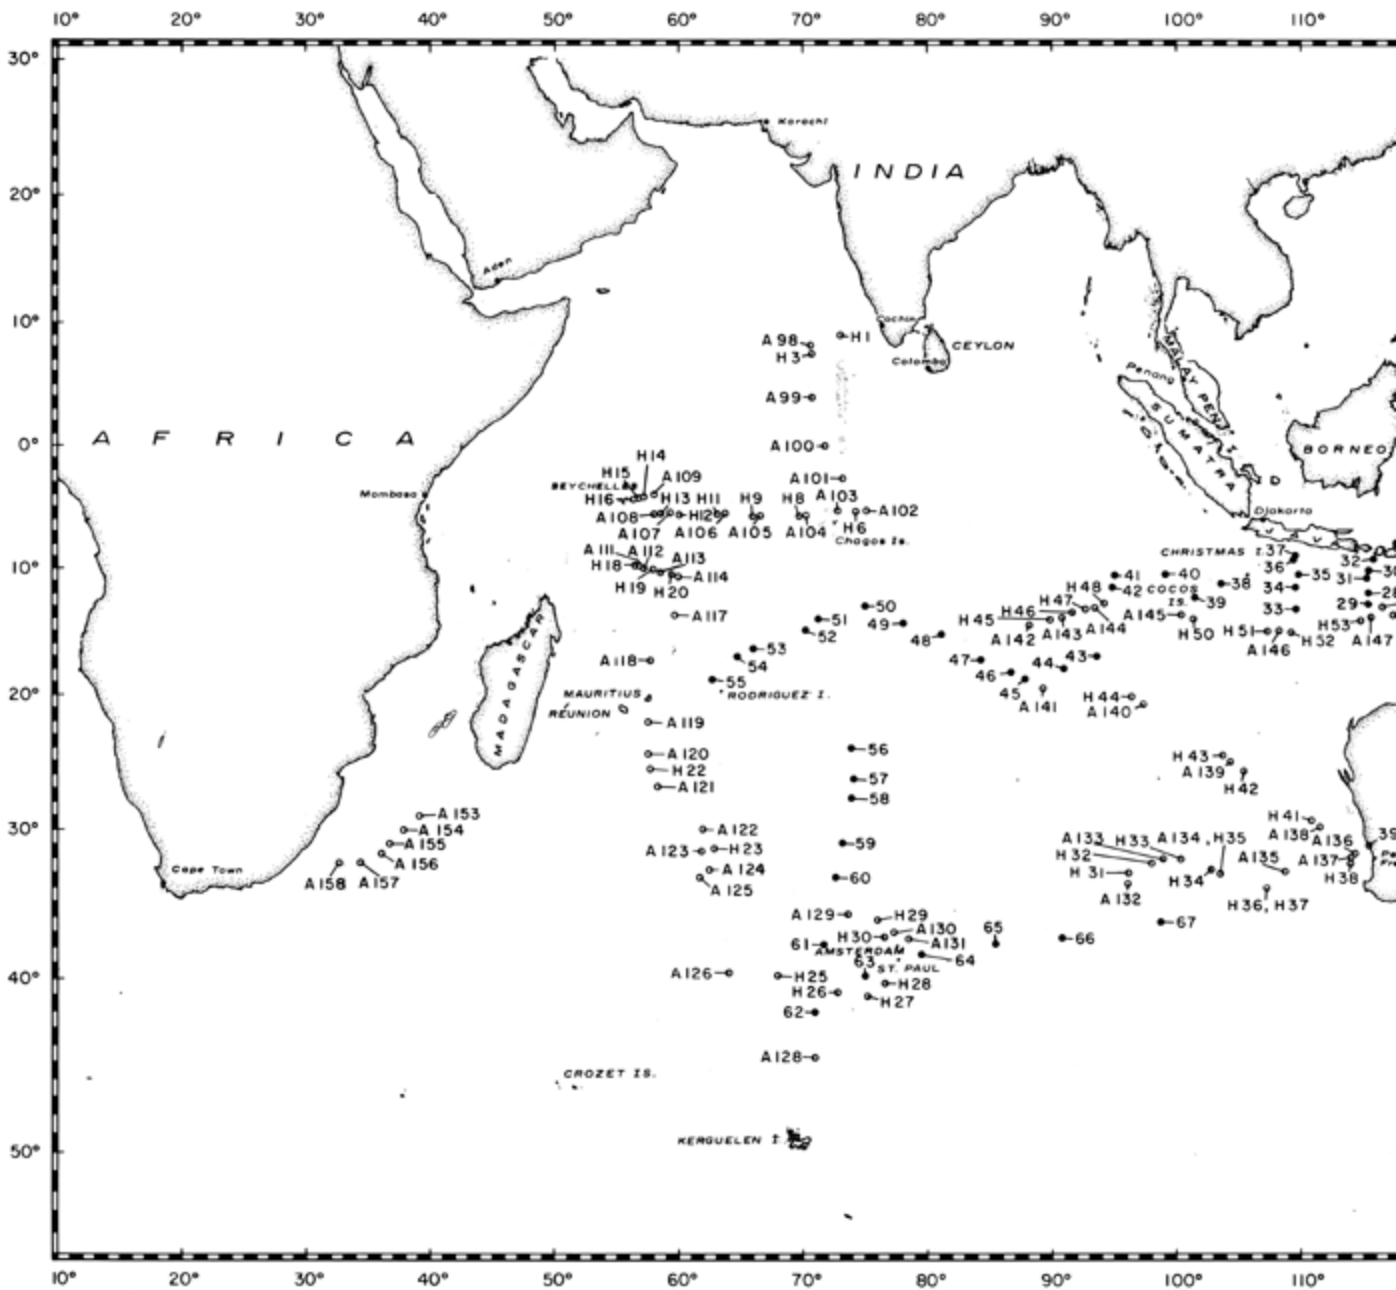 10° 20° 30° 40° 50° 60° 70° 80° 90° 100° 110°
30°
Karachi
INDIA
20°
Aden
10°
Cochin
A 98
H 1
CEYLON
H 3
Colombo
MALAY PEN.
Penang
A 99
SUMATRA
0°
AFRICA
A 100
BORNEO
H 14
H 15
A 109
A 101
SEYCHELLES
Mombasa
H 16
H 13
H 11
H 9
H 8
A 103
A 108
H 12
A 102
Djakarta
A 107
A 106
A 105
A 104
H 6
JAVA
Chagos Is.
A 111
A 112
A 113
CHRISTMAS I.
37
32
10°
H 18
36
30
H 19
H 20
A 114
41
40
38
35
31
42
COCOS IS.
39
34
28
H 48
H 47
29
A 117
50
H 46
A 145
33
H 53
51
49
H 45
A 142
A 143
A 144
H 50
H 51
A 146
H 52
A 147
52
48
MADAGASCAR
53
A 118
54
47
44
43
46
55
RODRIGUEZ I.
45
A 141
H 44
A 140
20°
MAURITIUS
RÉUNION
A 119
A 120
56
H 43
H 22
A 139
H 42
A 121
57
58
A 153
H 41
30°
A 154
A 122
A 138
A 136
39
A 155
59
A 133
H 33
A 134, H 35
A 123
H 23
H 32
A 135
A 137
A 156
Cape Town
A 124
60
H 31
H 34
H 38
A 158
A 157
A 125
A 132
H 36, H 37
A 129
H 29
65
67
A 130
H 30
66
61
A 131
AMSTERDAM
63
64
ST. PAUL
40°
A 126
H 25
H 28
H 26
H 27
62
A 128
CROZET IS.
50°
KERGUELEN I.
10° 20° 30° 40° 50° 60° 70° 80° 90° 100° 110°